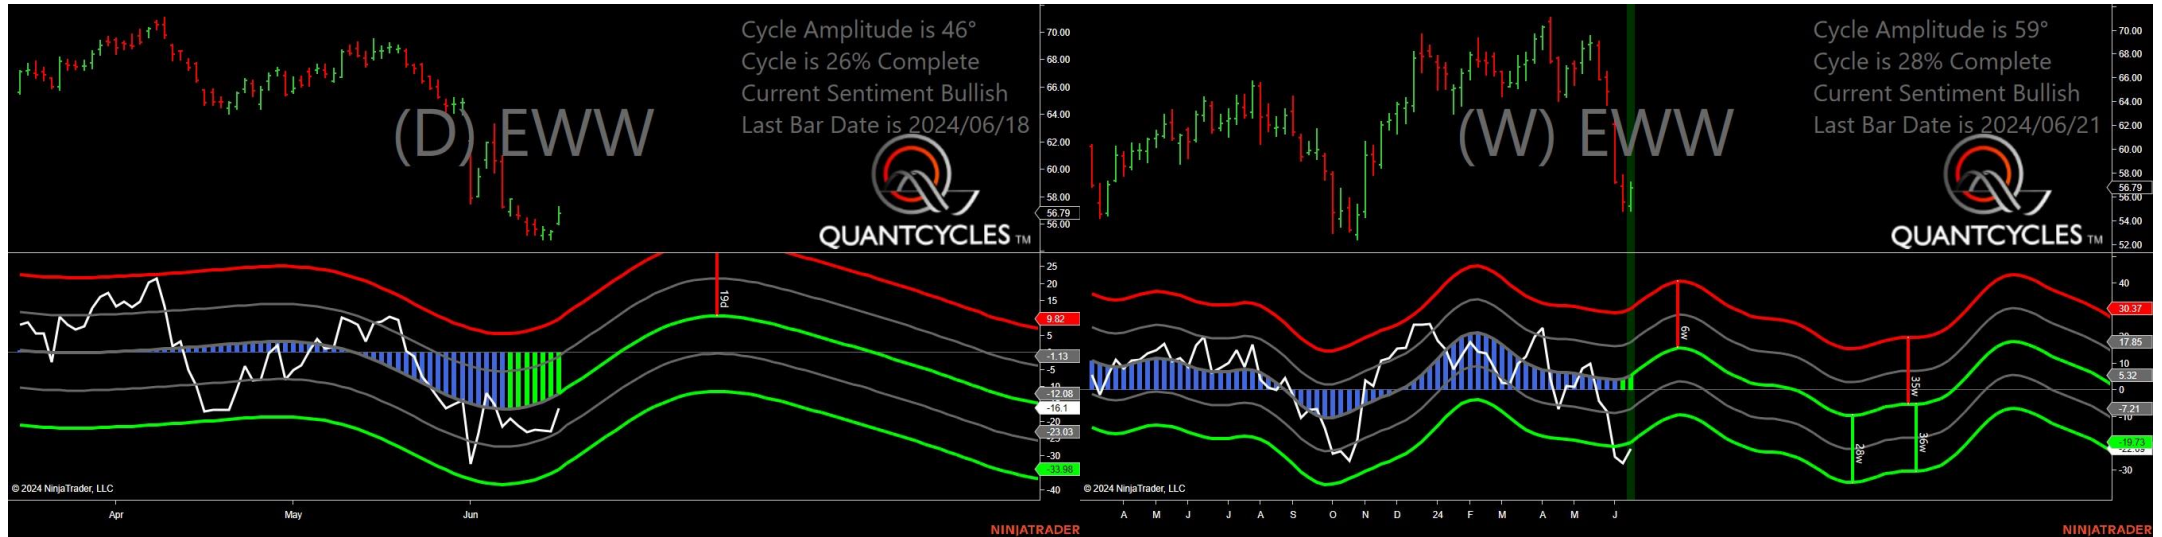 Cycle Amplitude is 46°
Cycle is 26% Complete
Current Sentiment Bullish
Last Bar Date is 2024/06/18
(D) EWW
QUANTCYCLES TM
70.00
68.00
66.00
64.00
62.00
60.00
58.00
56.79
56.00
25
20
15
9.82
5
-1.13
-5
-12.08
-16.1
-20
-23.03
-30
-33.98
-40
19d
© 2024 NinjaTrader, LLC
Apr May Jun
NINJATRADER
Cycle Amplitude is 59°
Cycle is 28% Complete
Current Sentiment Bullish
Last Bar Date is 2024/06/21
(W) EWW
QUANTCYCLES TM
70.00
68.00
66.00
64.00
62.00
60.00
58.00
56.79
56.00
54.00
52.00
40
30.37
17.85
10
5.32
0
-7.21
-19.73
-30
6w
35w
28w
36w
© 2024 NinjaTrader, LLC
A M J J A S O N D 24 F M A M J
NINJATRADER